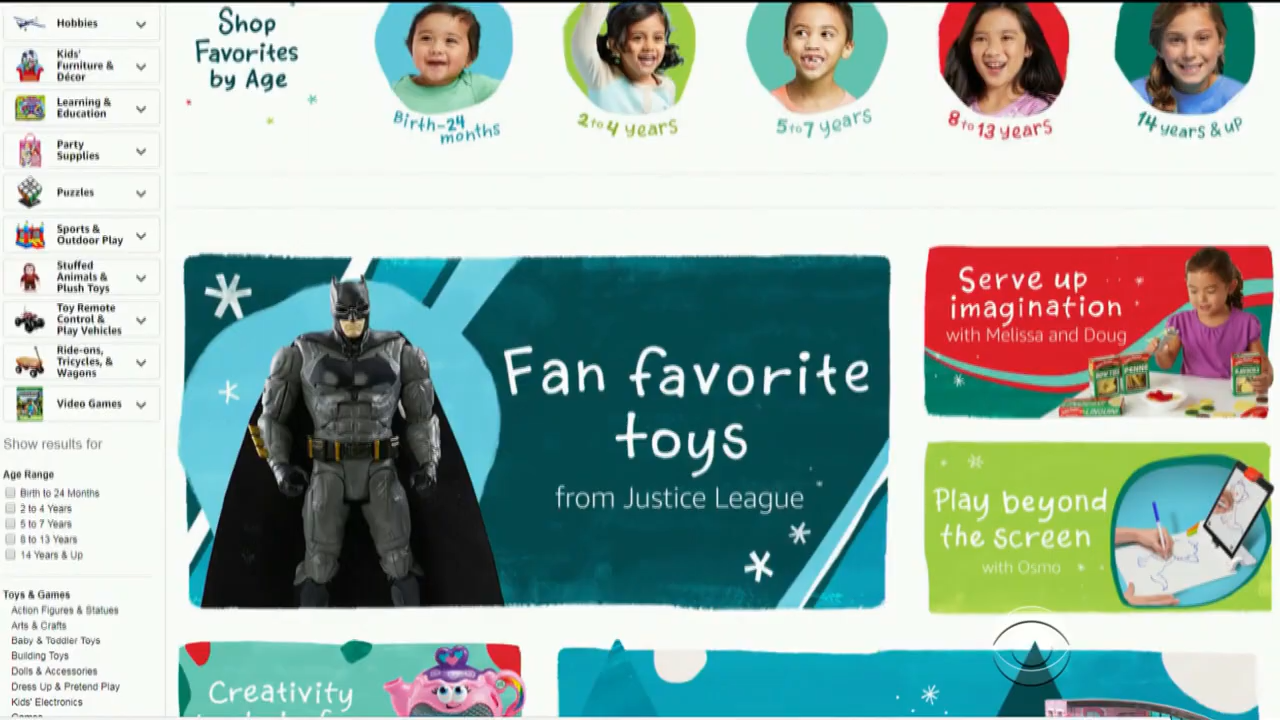 Hobbies
Kids'
Furniture &
Décor
Learning &
Education
Party
Supplies
Puzzles
Sports &
Outdoor Play
Stuffed
Animals &
Plush Toys
Toy Remote
Control &
Play Vehicles
Ride-ons,
Tricycles, &
Wagons
Video Games
Show results for
Age Range
Birth to 24 Months
2 to 4 Years
5 to 7 Years
8 to 13 Years
14 Years & Up
Toys & Games
Action Figures & Statues
Arts & Crafts
Baby & Toddler Toys
Building Toys
Dolls & Accessories
Dress Up & Pretend Play
Kids' Electronics
Games
Shop
Favorites
by Age
Birth-24
months
2 to 4 years
5 to 7 years
8 to 13 years
14 years & up
Fan favorite
toys
from Justice League
Serve up
imagination
with Melissa and Doug
PENNE
Play beyond
the screen
with Osmo
Creativity